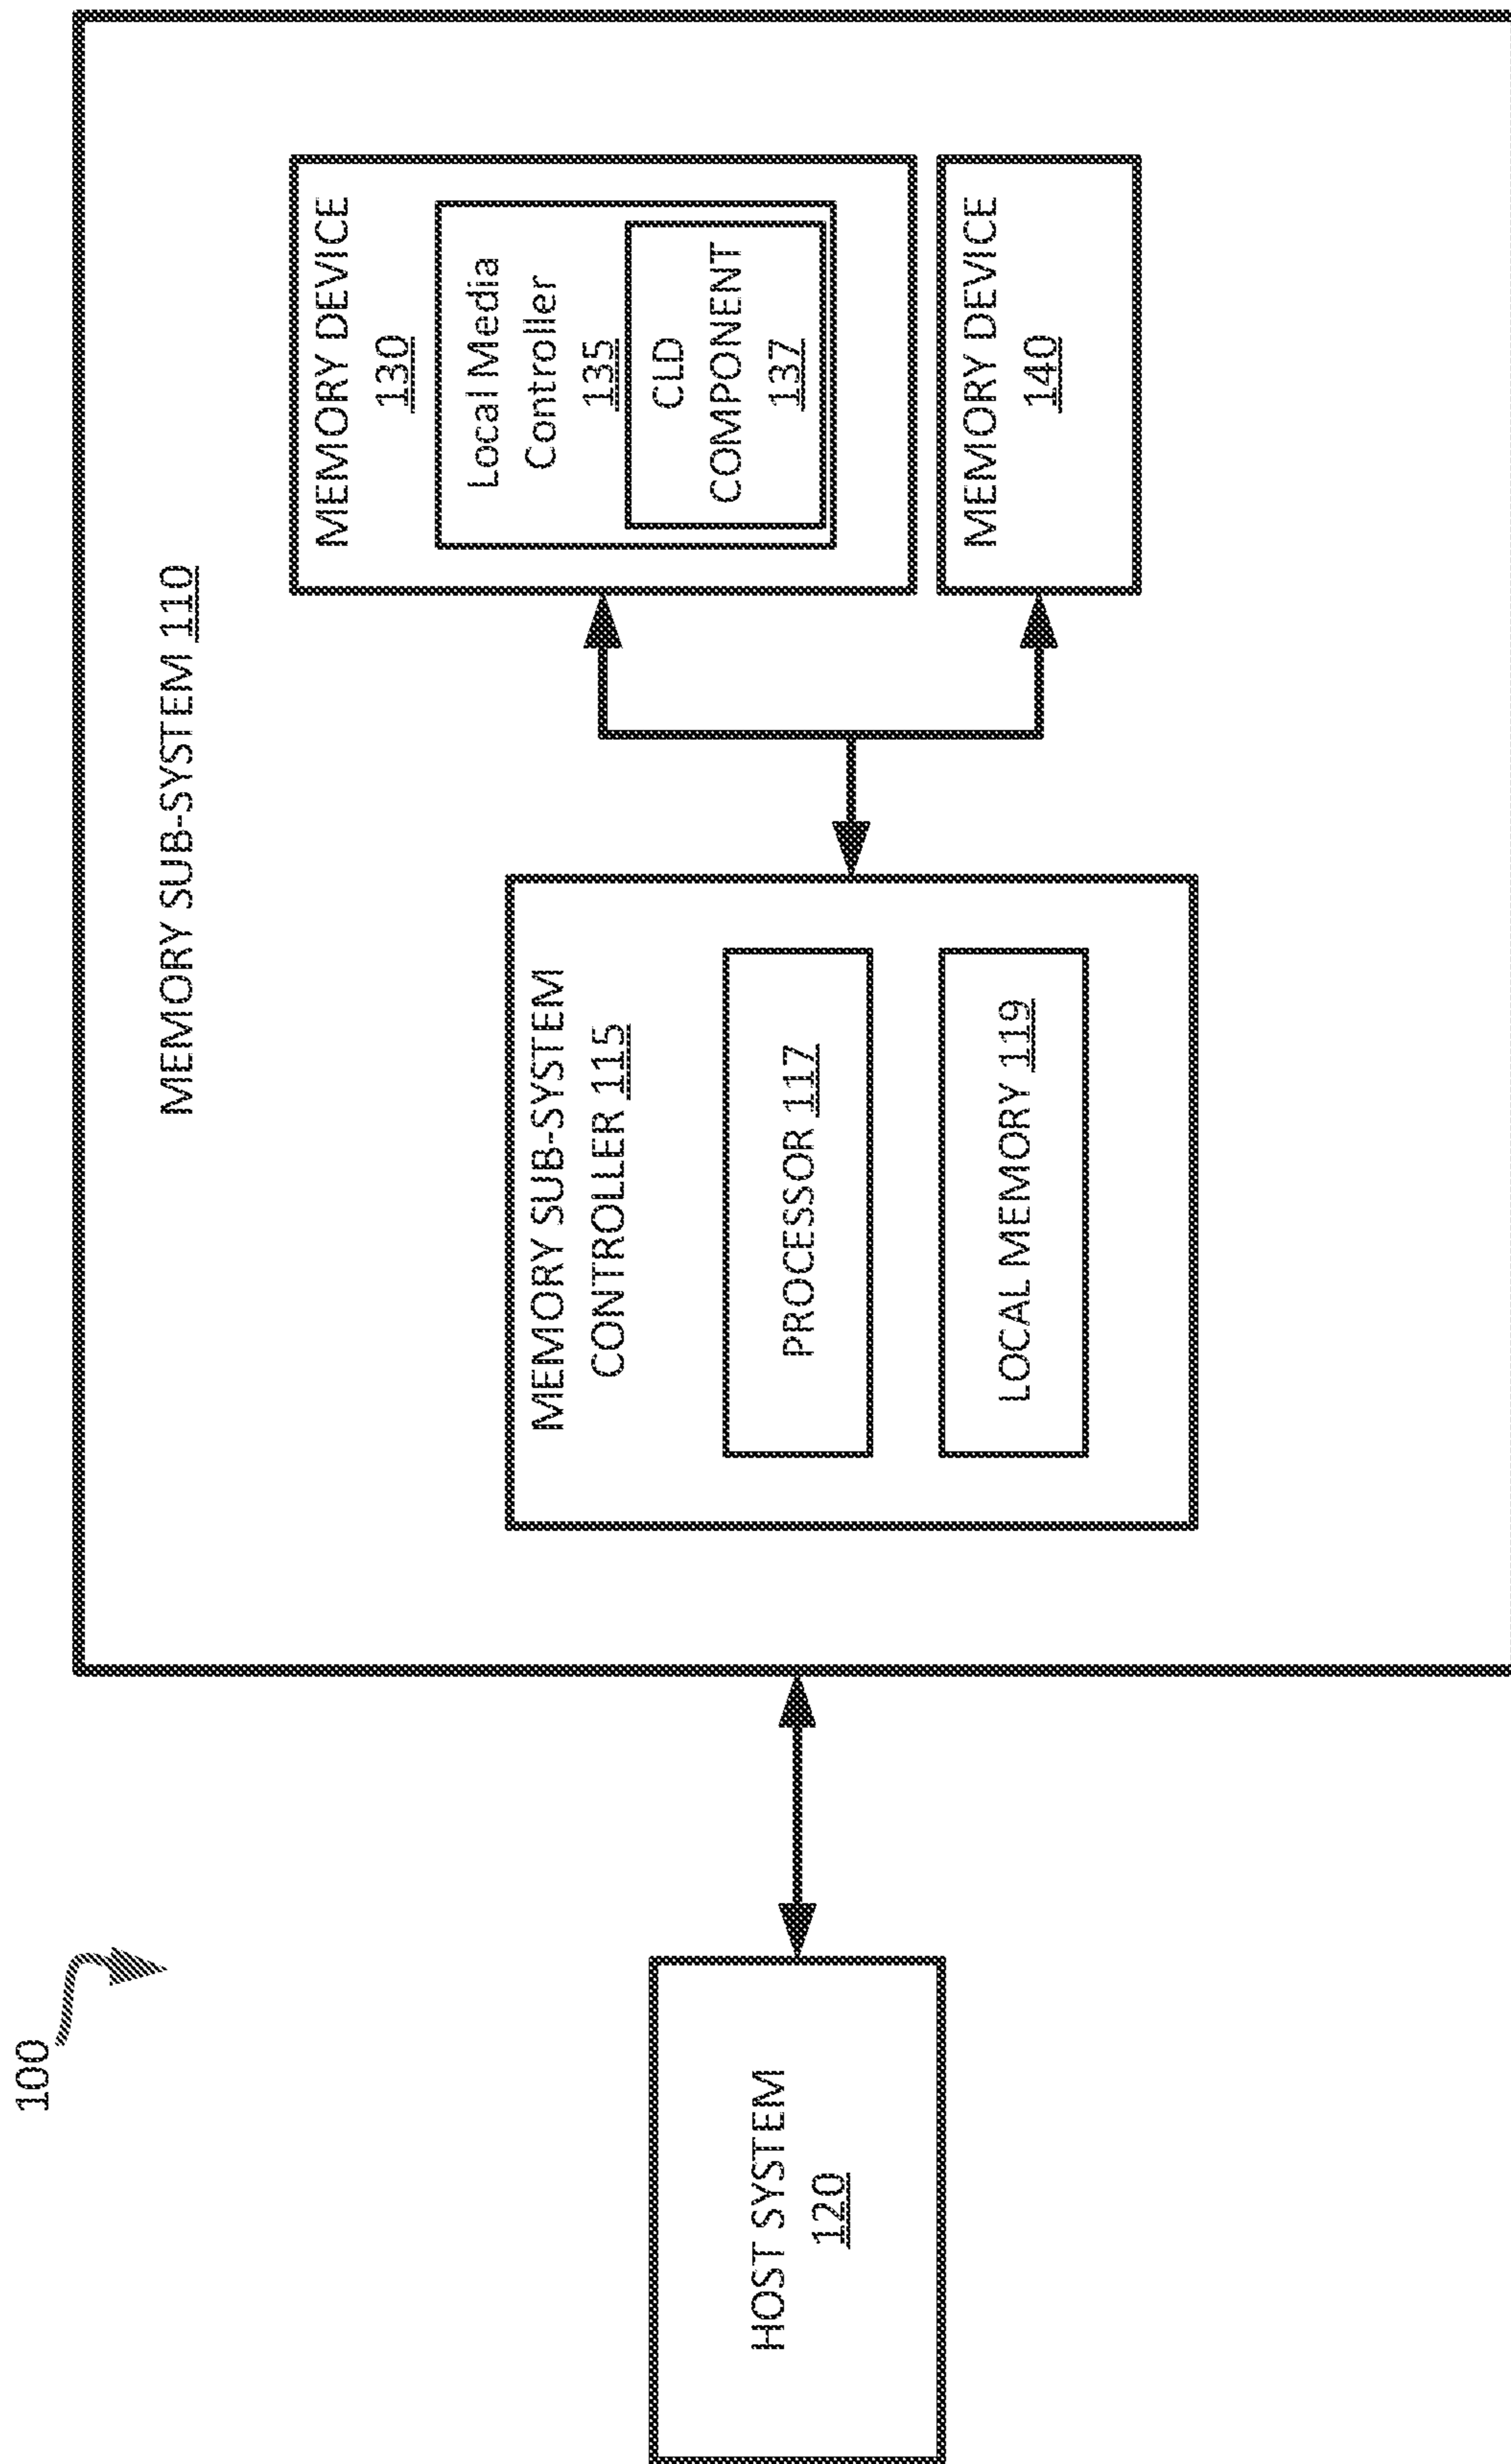 100
HOST SYSTEM
120
MEMORY SUB-SYSTEM 110
MEMORY SUB-SYSTEM
CONTROLLER 115
PROCESSOR 117
LOCAL MEMORY 119
MEMORY DEVICE
130
Local Media
Controller
135
CLD
COMPONENT
137
MEMORY DEVICE
140